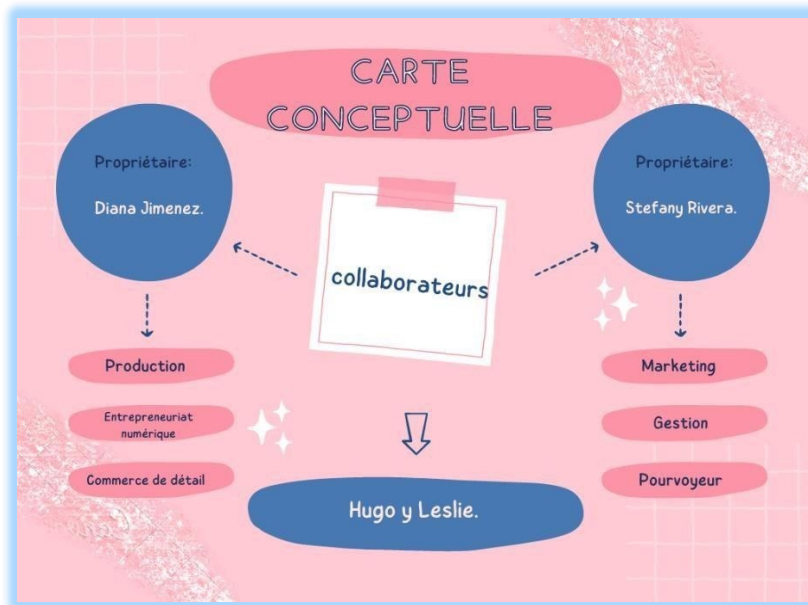 CARTE
CONCEPTUELLE
Propriétaire:
Diana Jimenez.
Propriétaire:
Stefany Rivera.
collaborateurs
Production
Entrepreneuriat
numérique
Commerce de détail
Marketing
Gestion
Pourvoyeur
Hugo y Leslie.